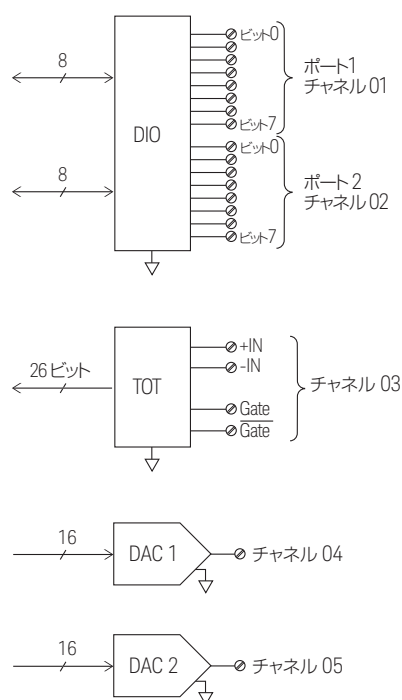 8
ビット0
ポート1
チャネル 01
ビット7
DIO
8
ビット0
ポート 2
チャネル 02
ビット7
26 ビット
TOT
+IN
-IN
チャネル 03
Gate
Gate
16
DAC 1
チャネル 04
16
DAC 2
チャネル 05